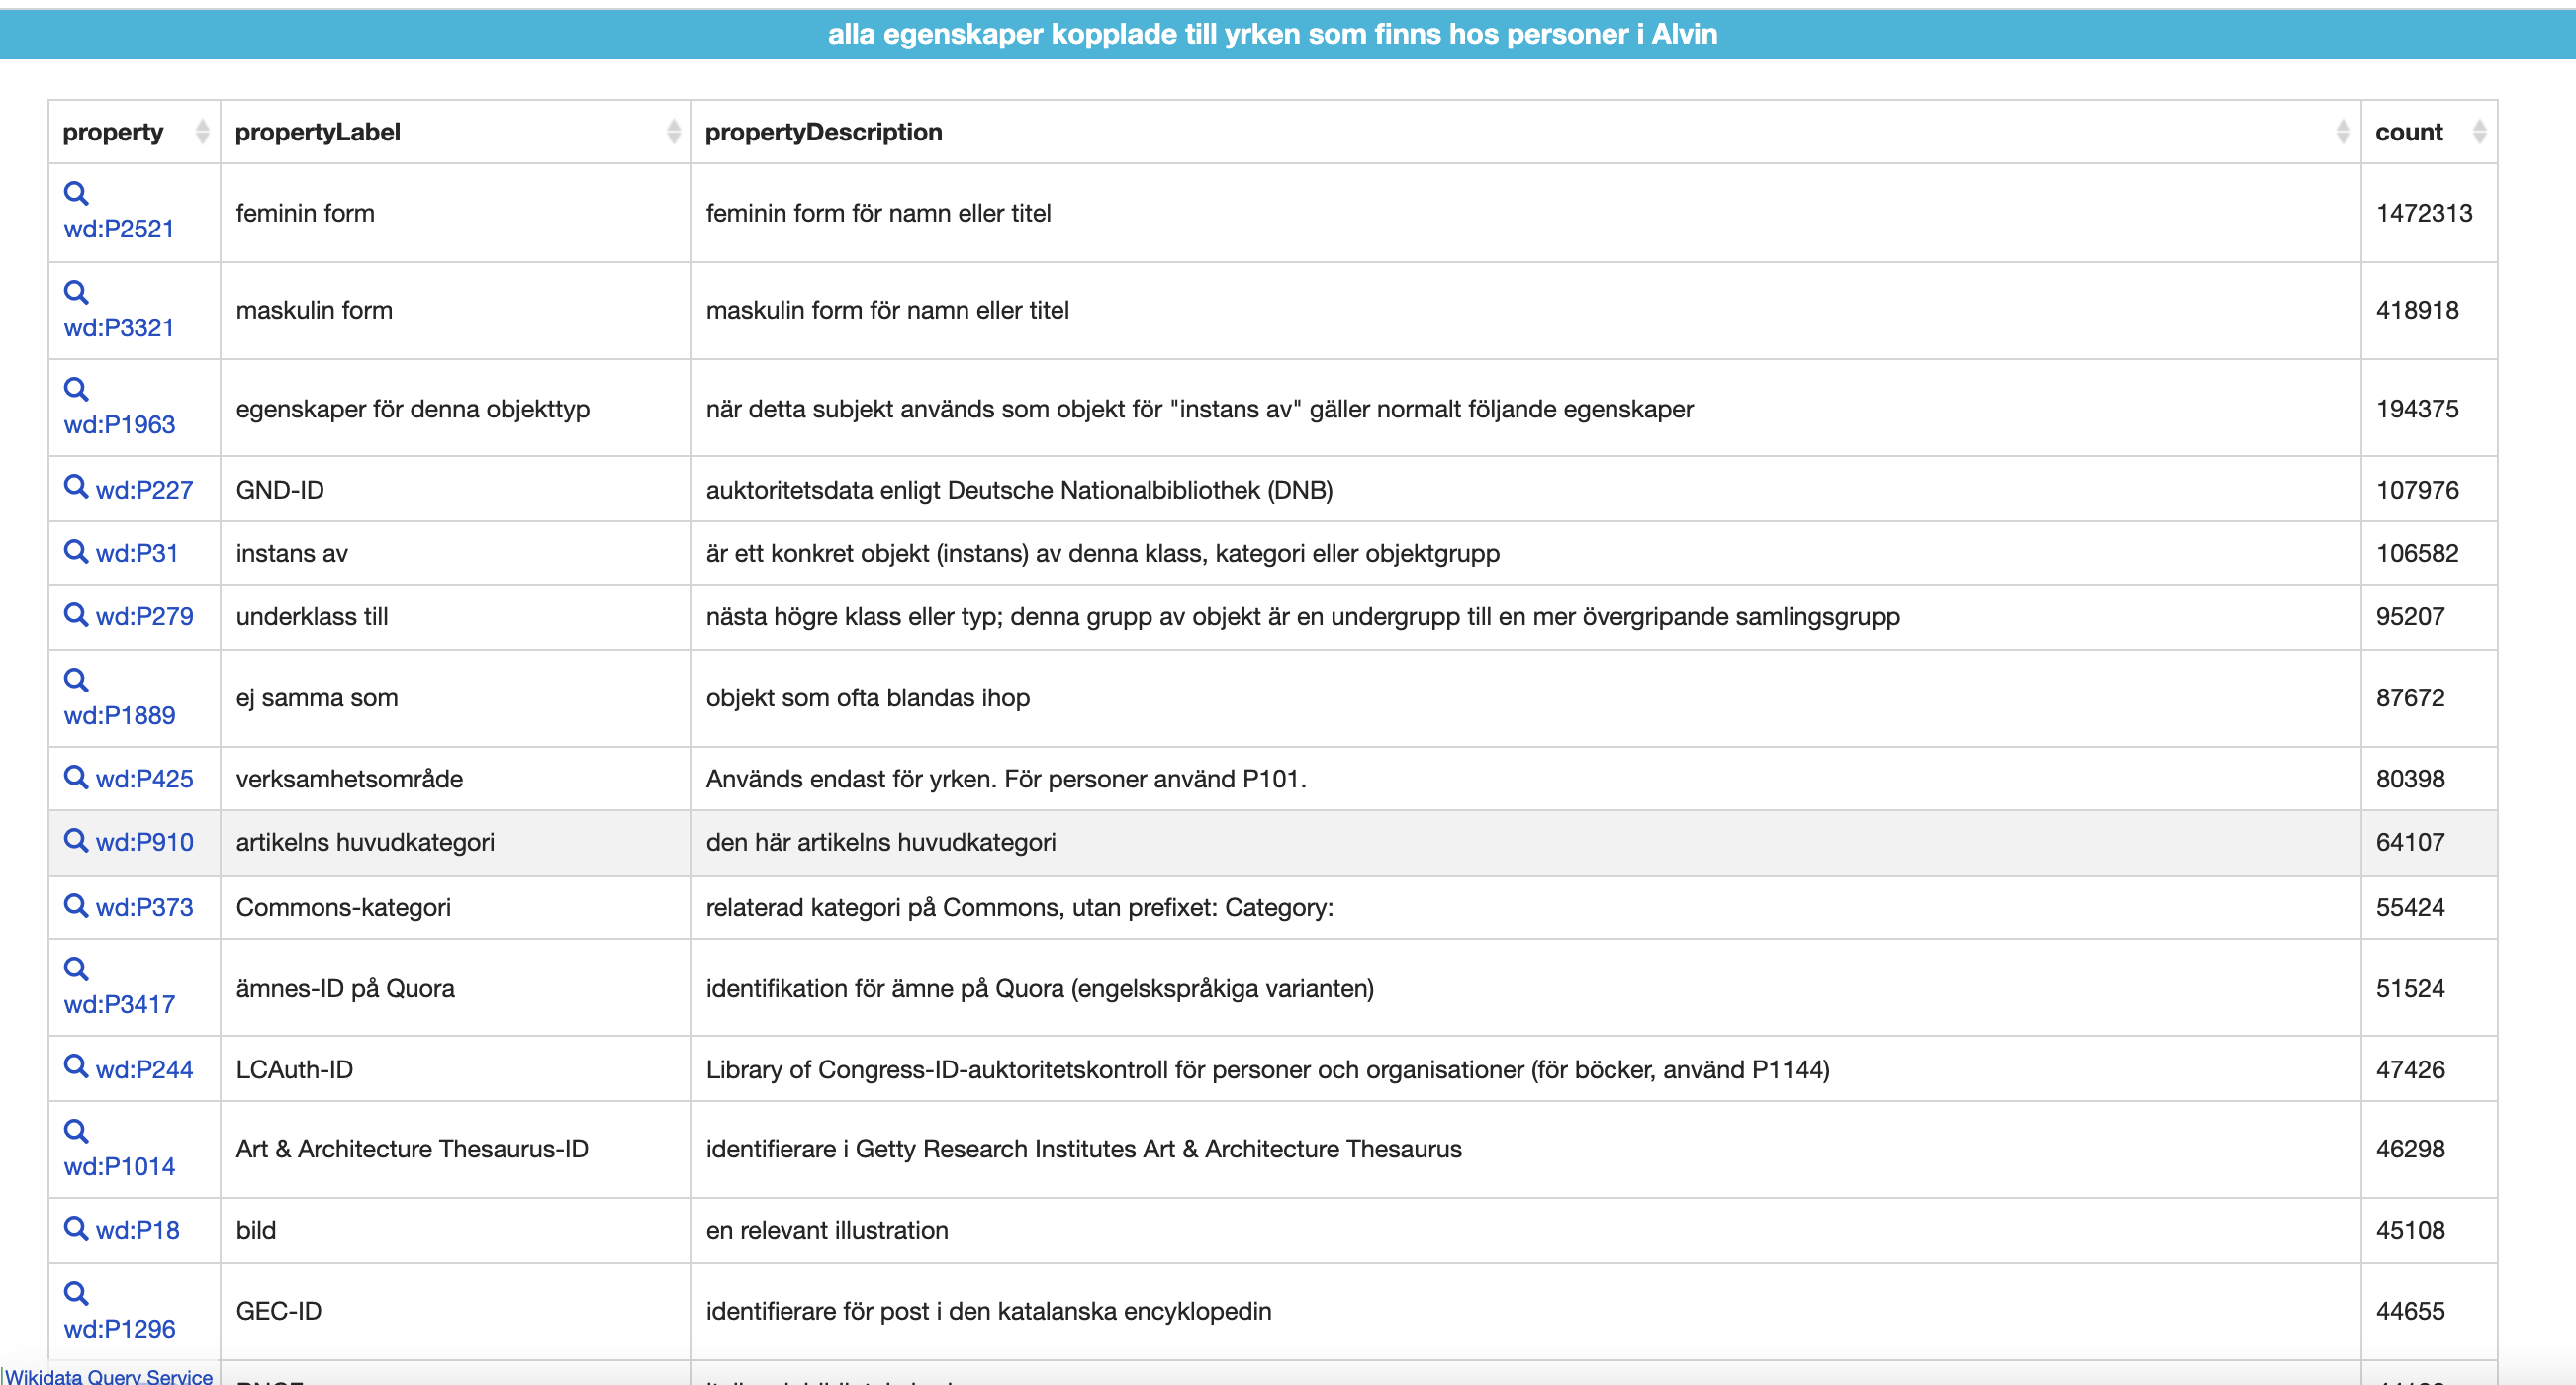 alla egenskaper kopplade till yrken som finns hos personer i Alvin
property propertyLabel propertyDescription count
wd:P2521 feminin form feminin form för namn eller titel 1472313
wd:P3321 maskulin form maskulin form för namn eller titel 418918
wd:P1963 egenskaper för denna objekttyp när detta subjekt används som objekt för "instans av" gäller normalt följande egenskaper 194375
wd:P227 GND-ID auktoritetsdata enligt Deutsche Nationalbibliothek (DNB) 107976
wd:P31 instans av är ett konkret objekt (instans) av denna klass, kategori eller objektgrupp 106582
wd:P279 underklass till nästa högre klass eller typ; denna grupp av objekt är en undergrupp till en mer övergripande samlingsgrupp 95207
wd:P1889 ej samma som objekt som ofta blandas ihop 87672
wd:P425 verksamhetsområde Används endast för yrken. För personer använd P101. 80398
wd:P910 artikelns huvudkategori den här artikelns huvudkategori 64107
wd:P373 Commons-kategori relaterad kategori på Commons, utan prefixet: Category: 55424
wd:P3417 ämnes-ID på Quora identifikation för ämne på Quora (engelskspråkiga varianten) 51524
wd:P244 LCAuth-ID Library of Congress-ID-auktoritetskontroll för personer och organisationer (för böcker, använd P1144) 47426
wd:P1014 Art & Architecture Thesaurus-ID identifierare i Getty Research Institutes Art & Architecture Thesaurus 46298
wd:P18 bild en relevant illustration 45108
wd:P1296 GEC-ID identifierare för post i den katalanska encyklopedin 44655
Wikidata Query Service